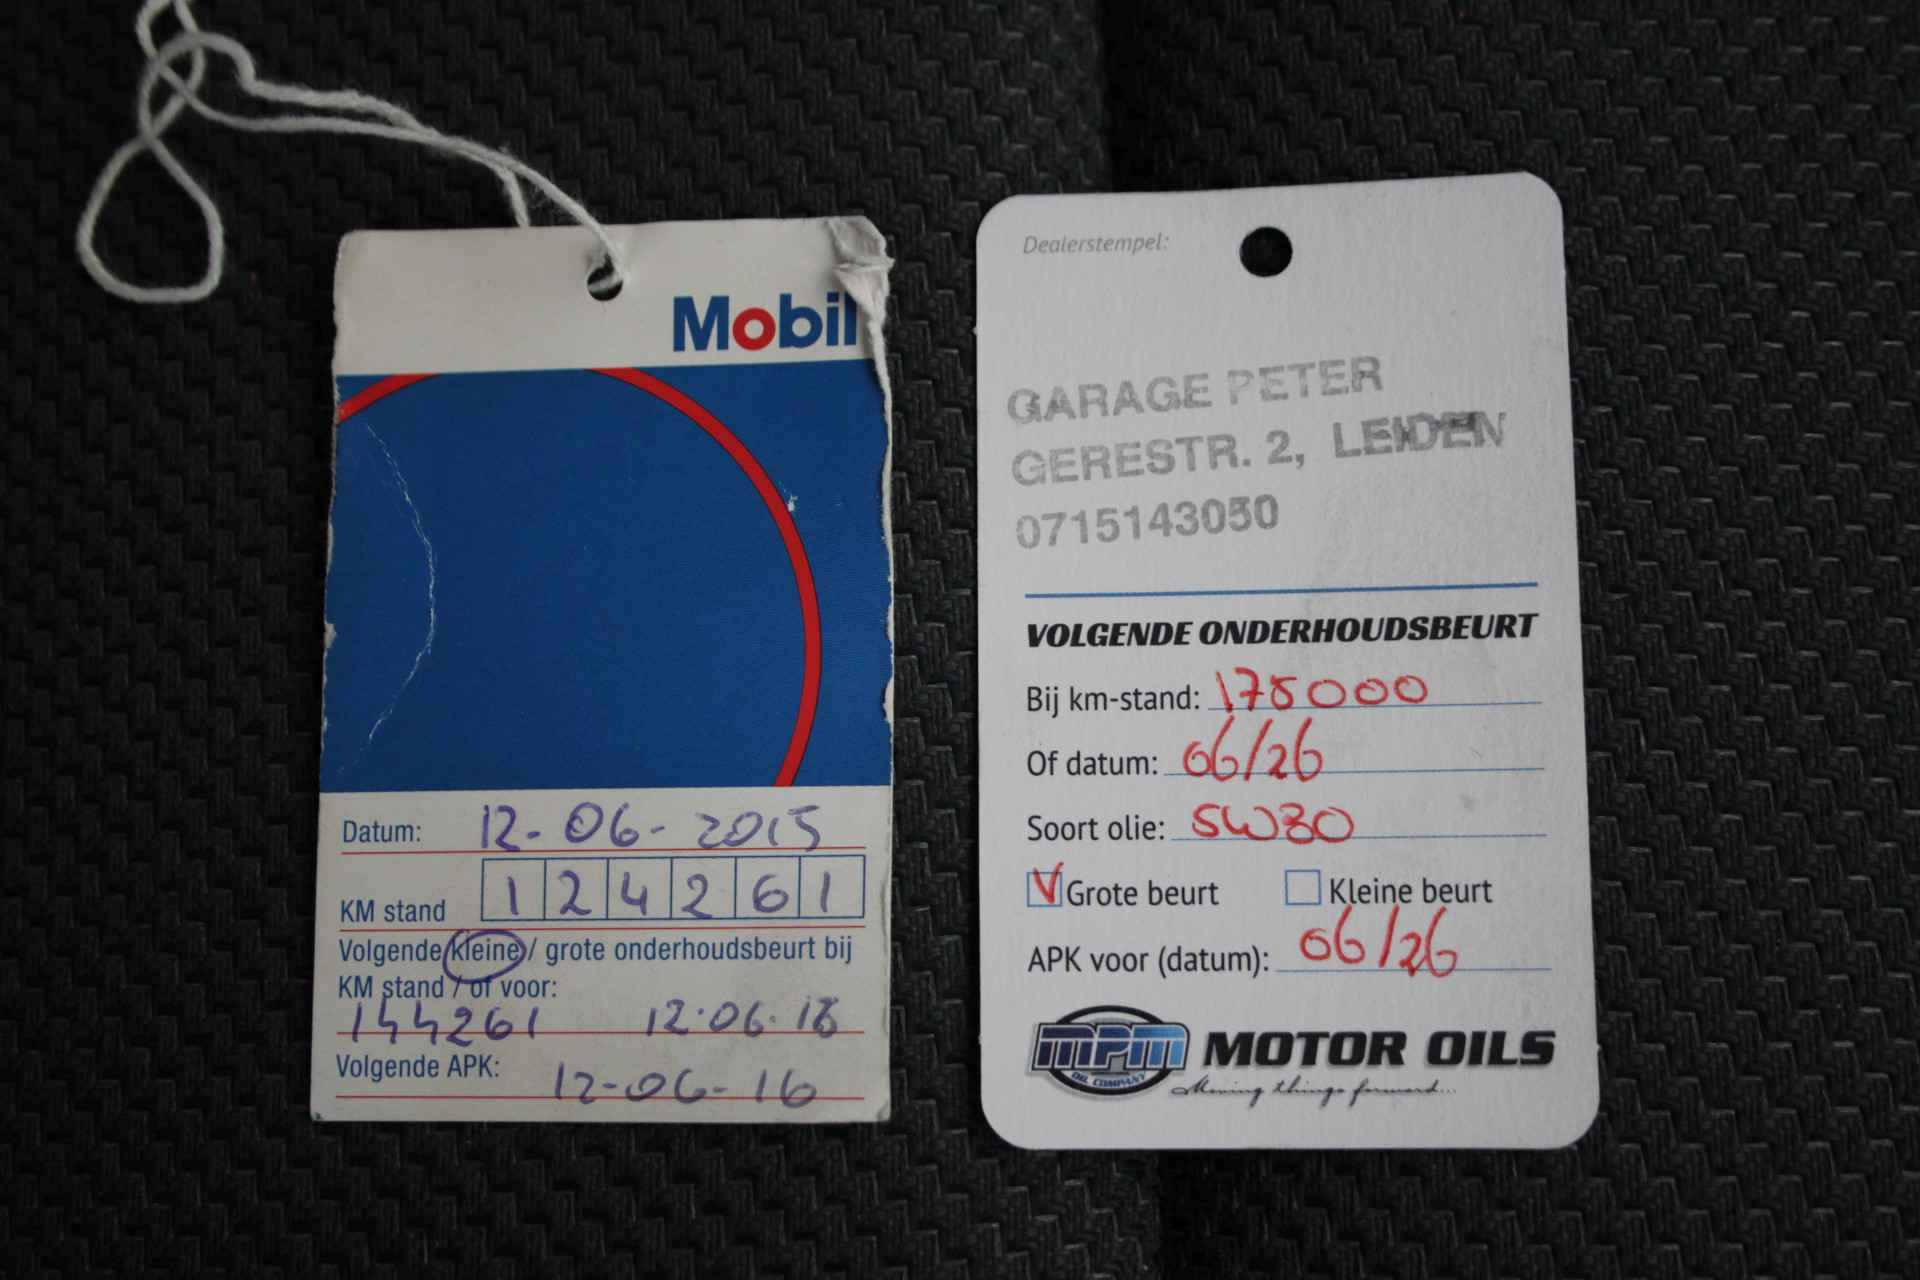 Mobil
Datum: 12-06-2015
KM stand 1 2 4 2 6 1
Volgende kleine / grote onderhoudsbeurt bij
KM stand / of voor:
144261 12.06.16
Volgende APK: 12-06-16
Dealerstempel:
GARAGE PETER
GERESTR. 2, LEIDEN
0715143050
VOLGENDE ONDERHOUDSBEURT
Bij km-stand: 175000
Of datum: 06/26
Soort olie: 5W30
V Grote beurt Kleine beurt
APK voor (datum): 06/26
MPM OIL COMPANY MOTOR OILS
Moving things forward...